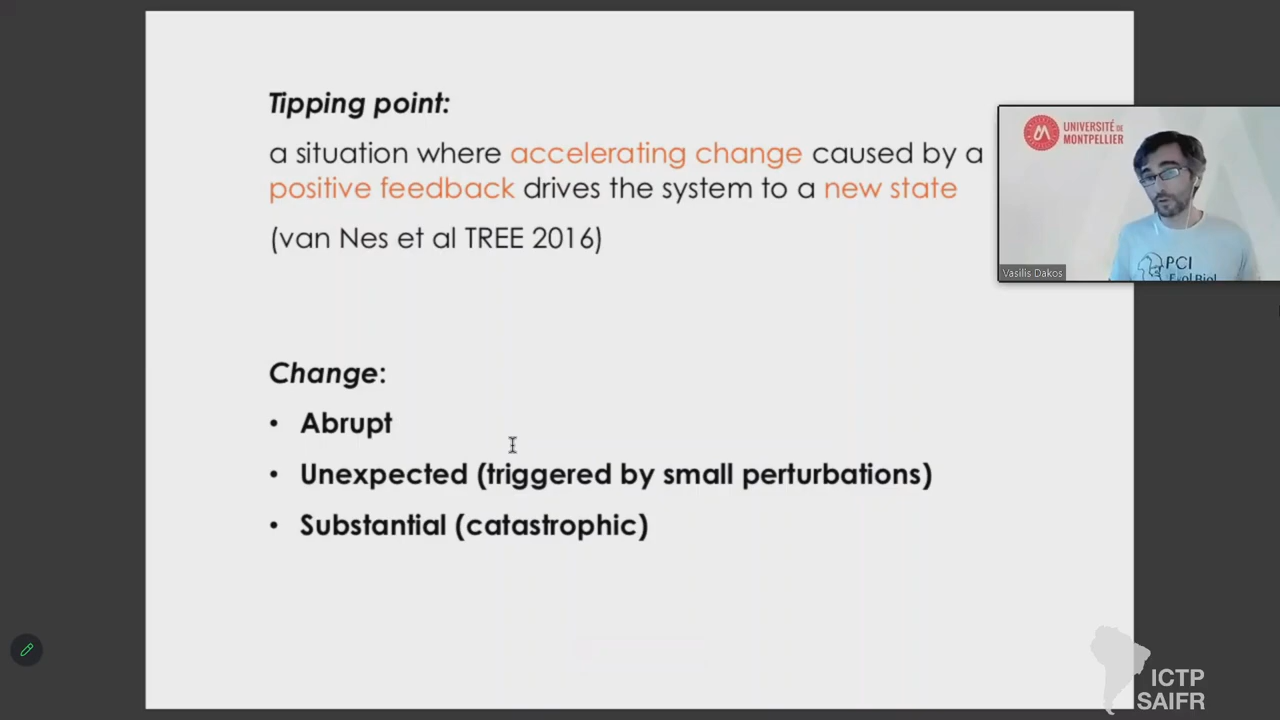 Tipping point:
a situation where accelerating change caused by a
positive feedback drives the system to a new state
(van Nes et al TREE 2016)
UNIVERSITÉ DE
MONTPELLIER
PCI
Evol Biol
Vasilis Dakos
Change:
• Abrupt
• Unexpected (triggered by small perturbations)
• Substantial (catastrophic)
ICTP
SAIFR